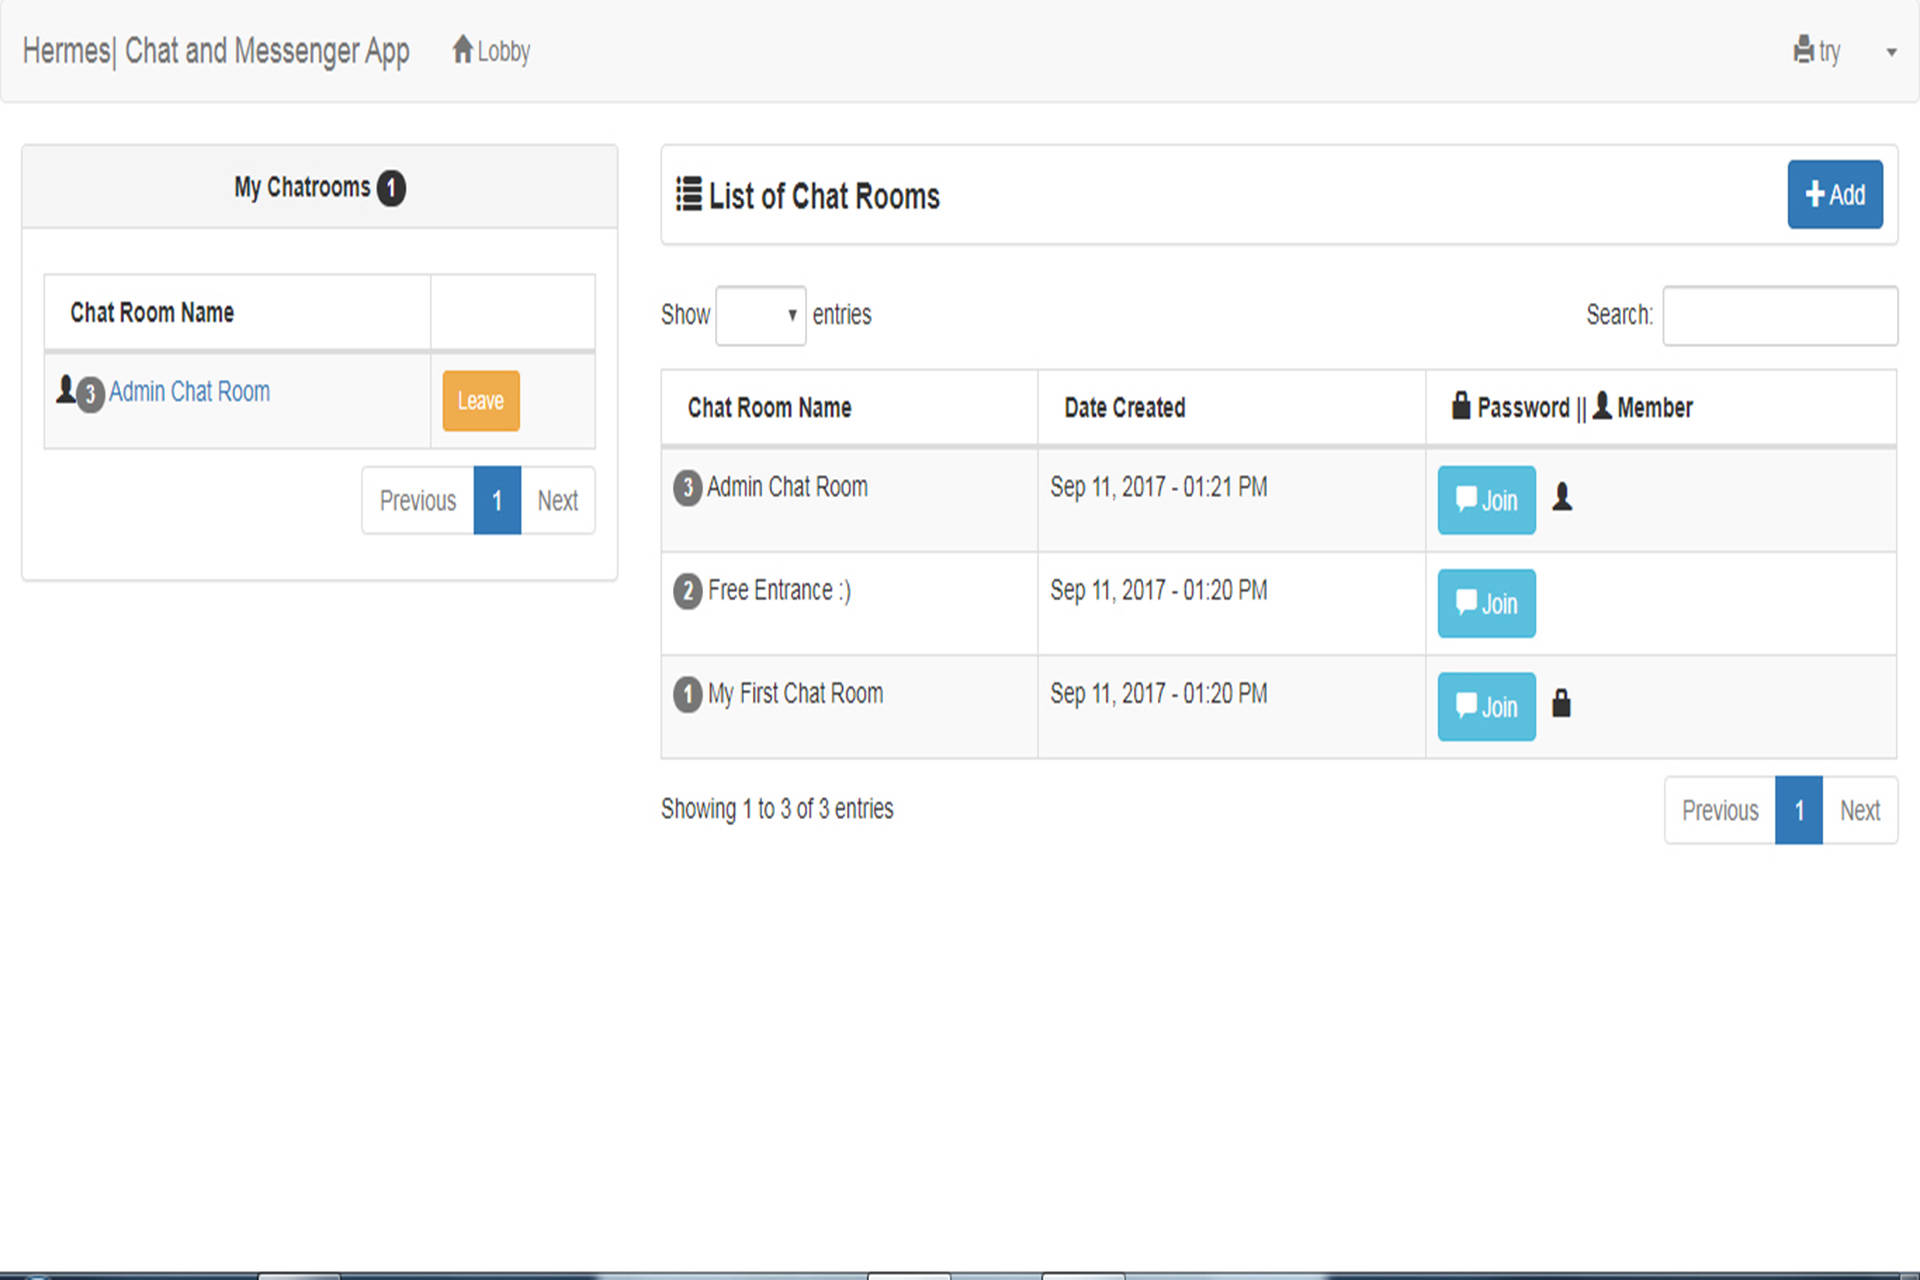 Hermes| Chat and Messenger App Lobby try
My Chatrooms 1
Chat Room Name
3 Admin Chat Room Leave
Previous 1 Next
List of Chat Rooms Add
Show entries Search:
Chat Room Name Date Created Password || Member
3 Admin Chat Room Sep 11, 2017 - 01:21 PM Join
2 Free Entrance :) Sep 11, 2017 - 01:20 PM Join
1 My First Chat Room Sep 11, 2017 - 01:20 PM Join
Showing 1 to 3 of 3 entries Previous 1 Next